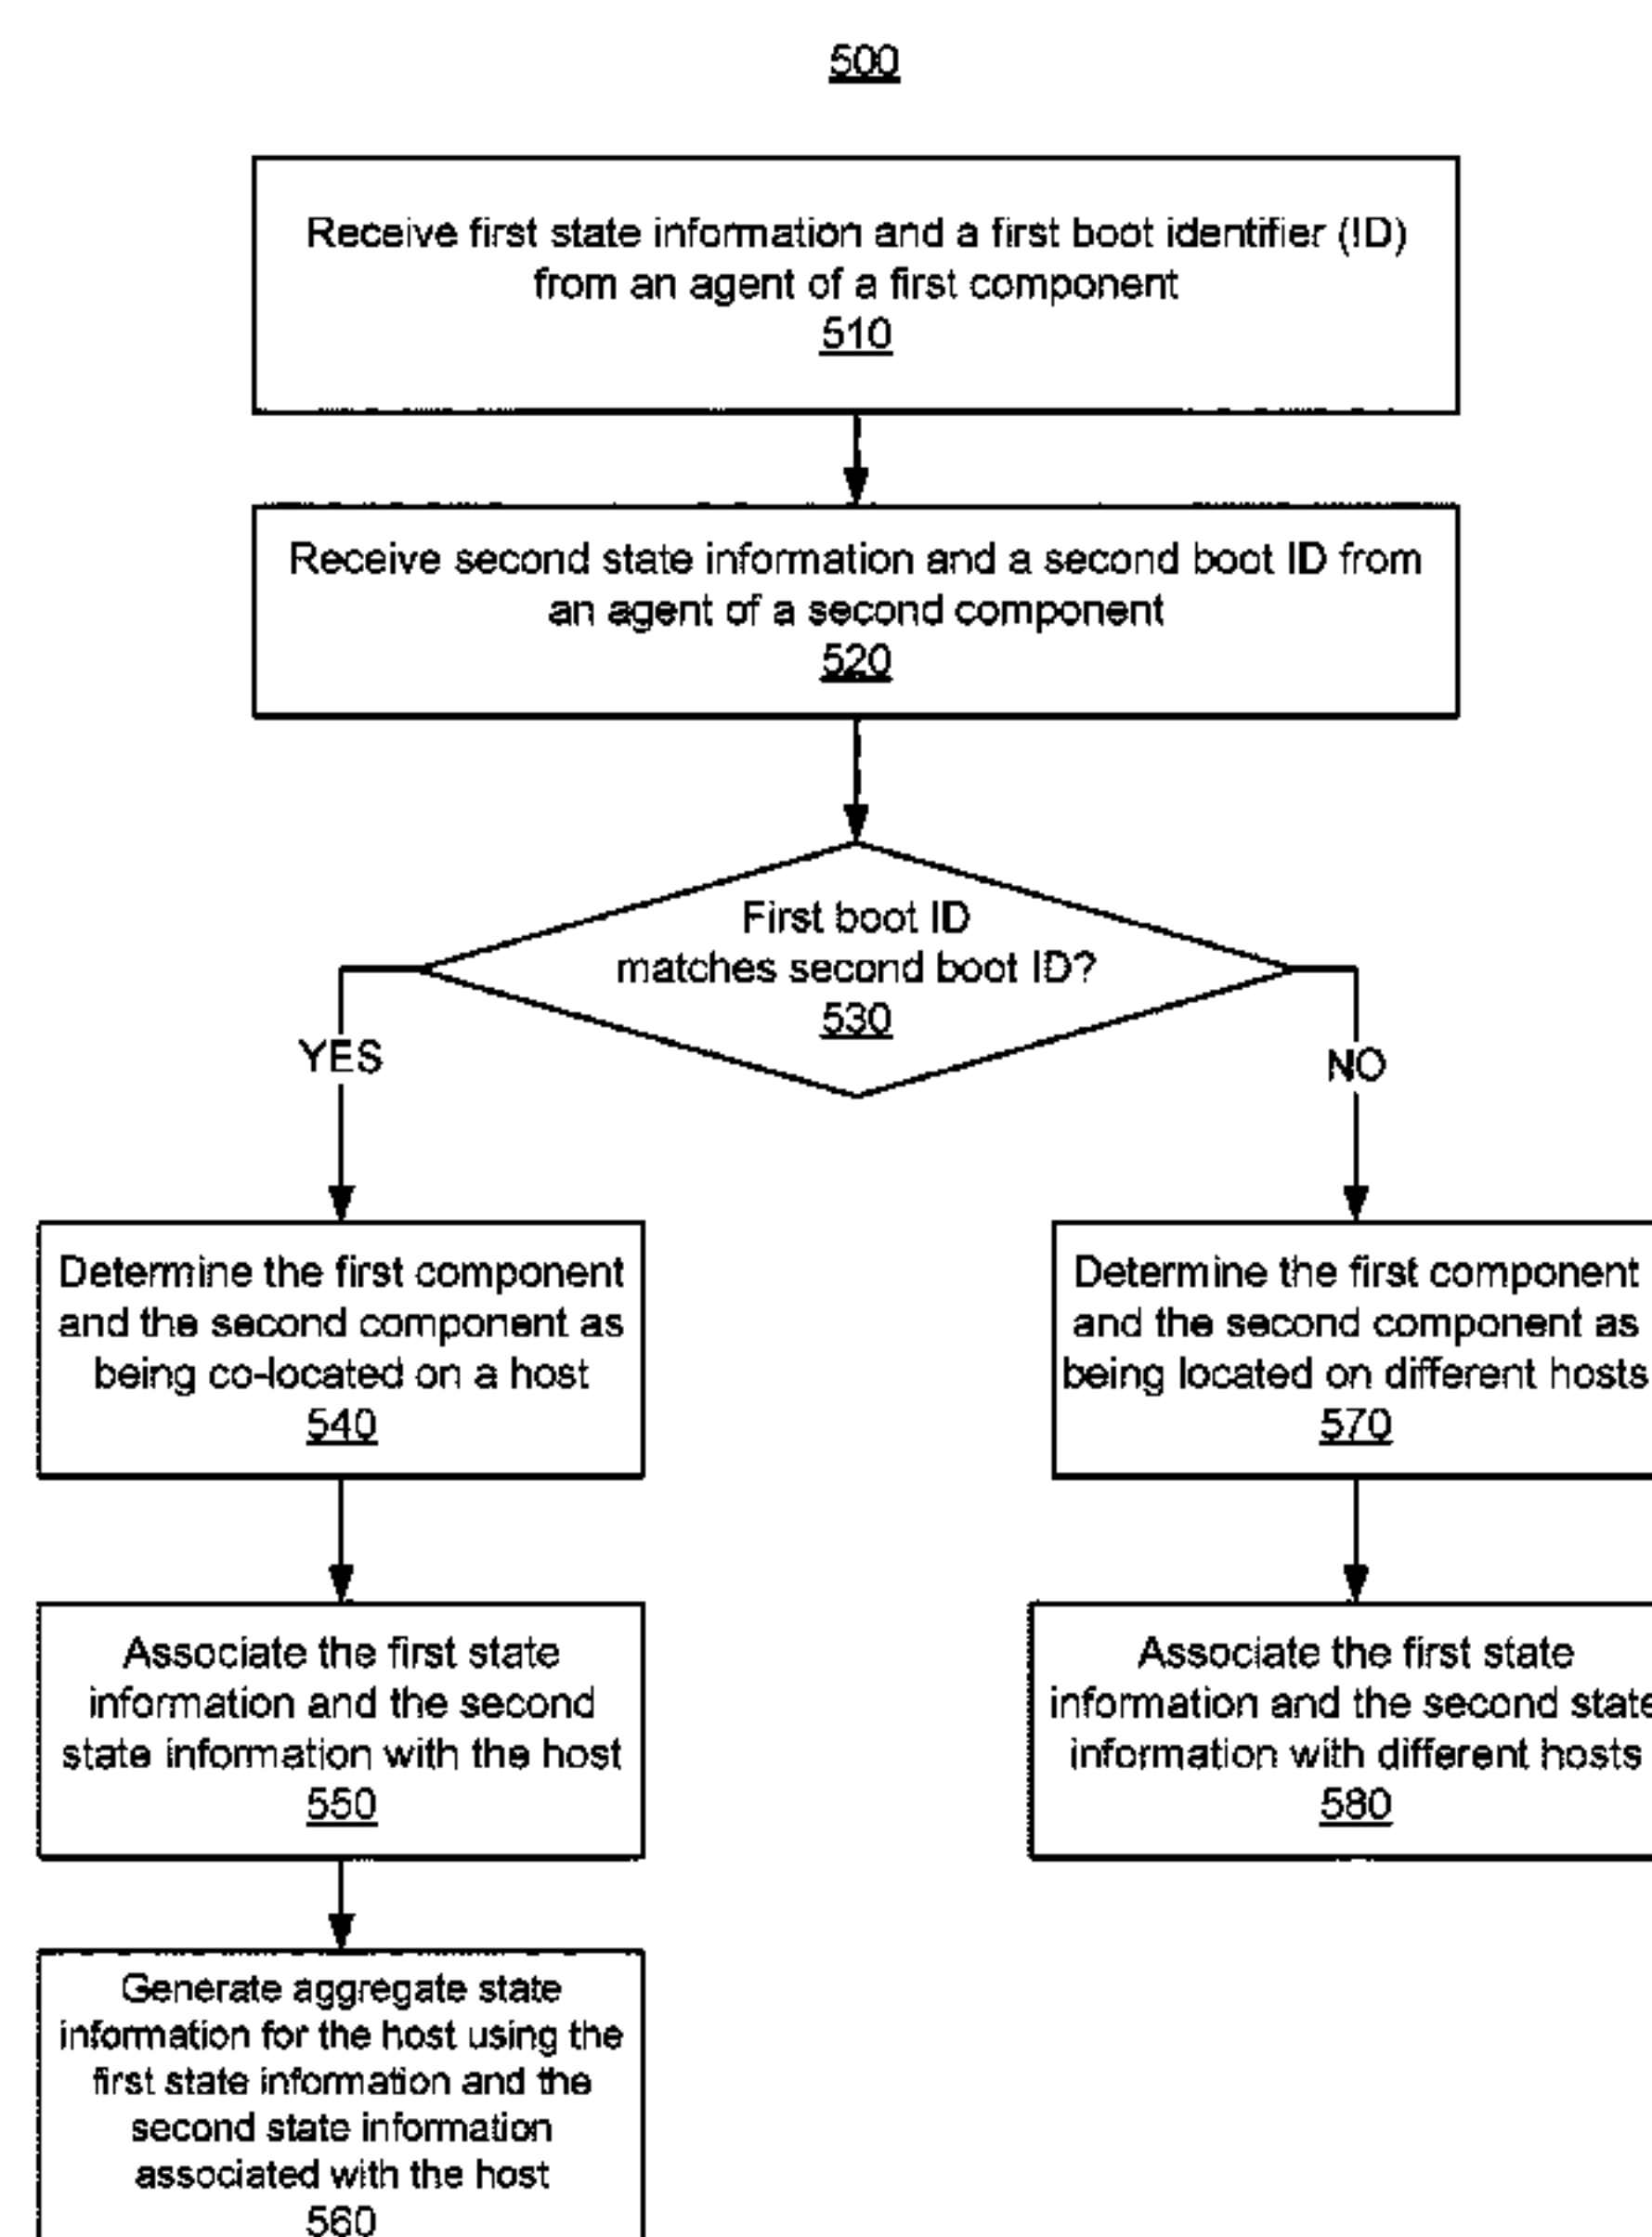 500
Receive first state information and a first boot identifier (ID)
from an agent of a first component
510
Receive second state information and a second boot ID from
an agent of a second component
520
First boot ID
matches second boot ID?
530
YES
NO
Determine the first component
and the second component as
being co-located on a host
540
Determine the first component
and the second component as
being located on different hosts
570
Associate the first state
information and the second
state information with the host
550
Associate the first state
information and the second state
information with different hosts
580
Generate aggregate state
information for the host using the
first state information and the
second state information
associated with the host
560